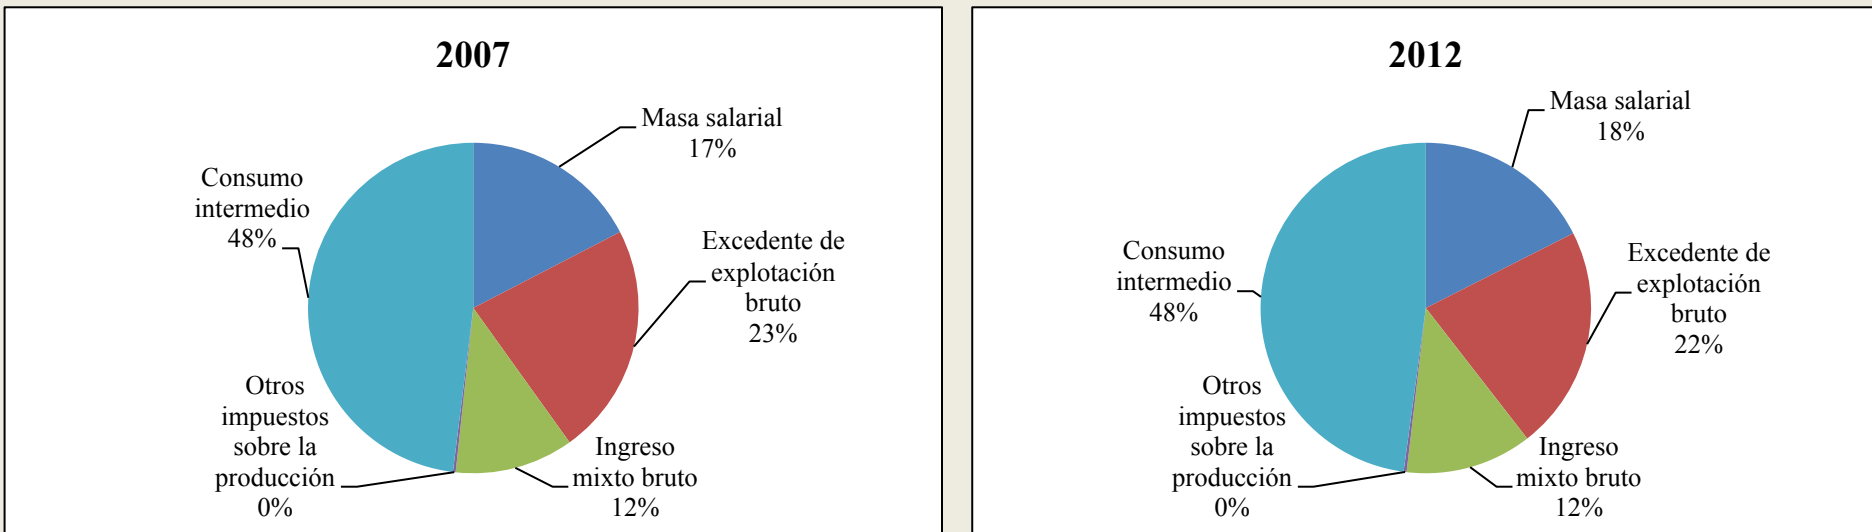 2007
Masa salarial
17%
Consumo
intermedio
48%
Excedente de
explotación
bruto
23%
Otros
impuestos
sobre la
producción
0%
Ingreso
mixto bruto
12%
2012
Masa salarial
18%
Consumo
intermedio
48%
Excedente de
explotación
bruto
22%
Otros
impuestos
sobre la
producción
0%
Ingreso
mixto bruto
12%